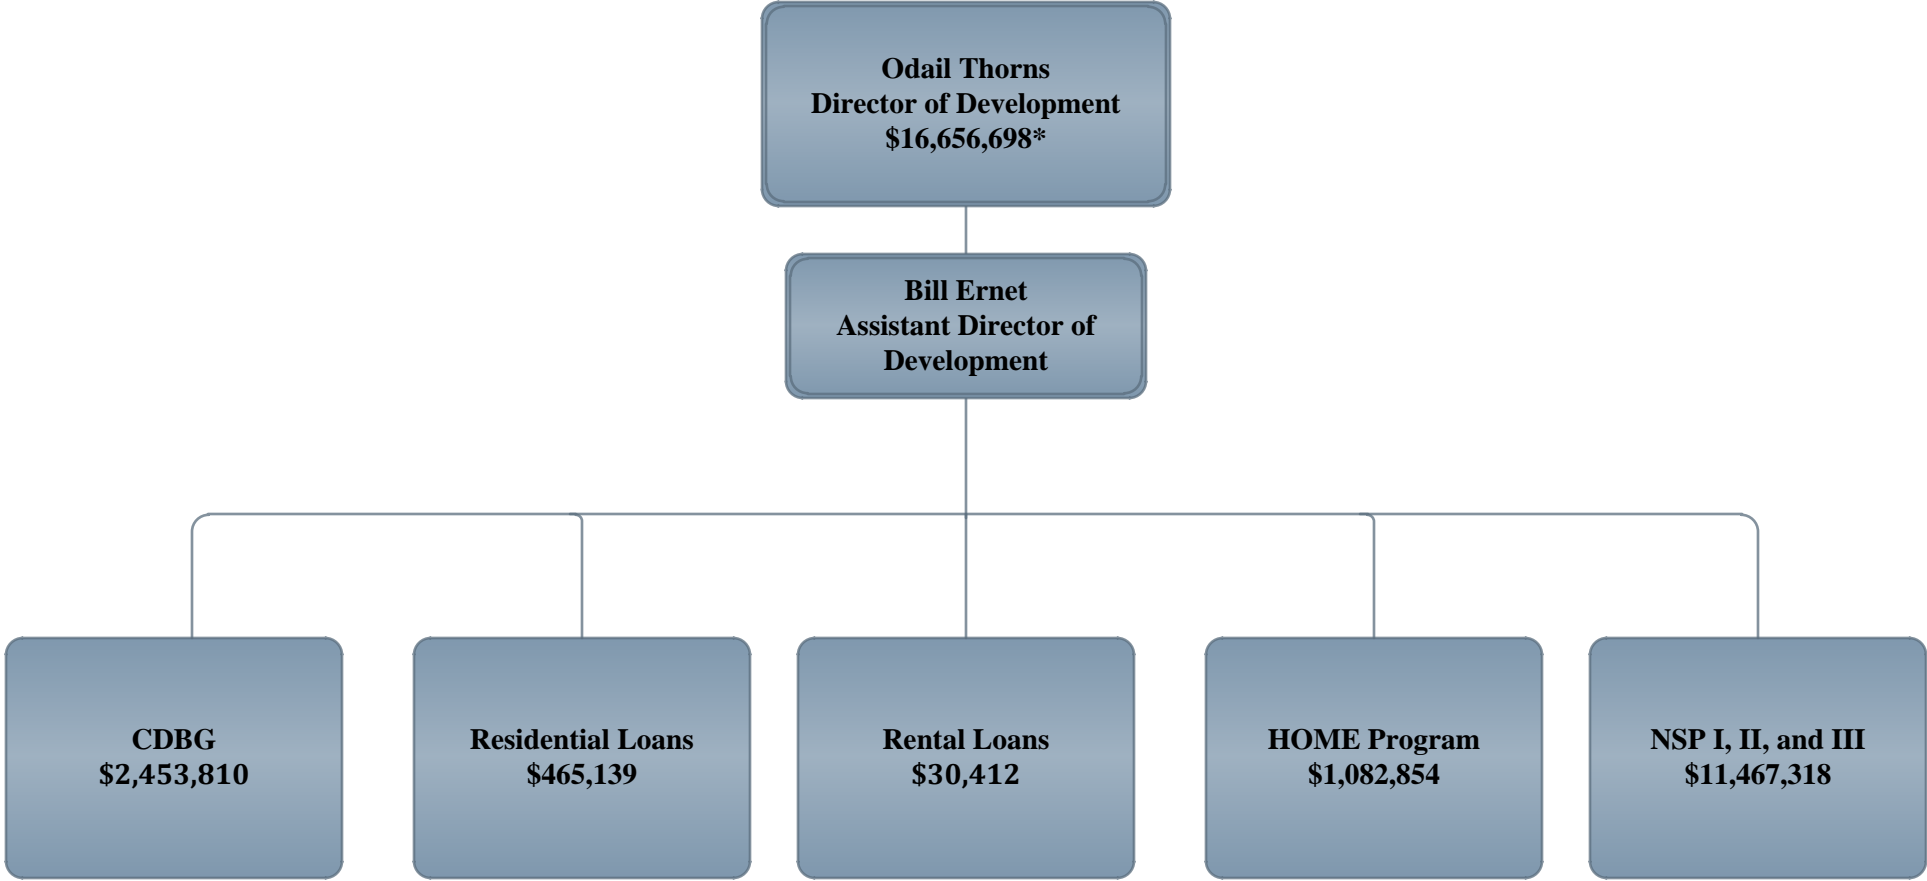 Odail Thorns
Director of Development
$16,656,698*
Bill Ernet
Assistant Director of
Development
CDBG
$2,453,810
Residential Loans
$465,139
Rental Loans
$30,412
HOME Program
$1,082,854
NSP I, II, and III
$11,467,318